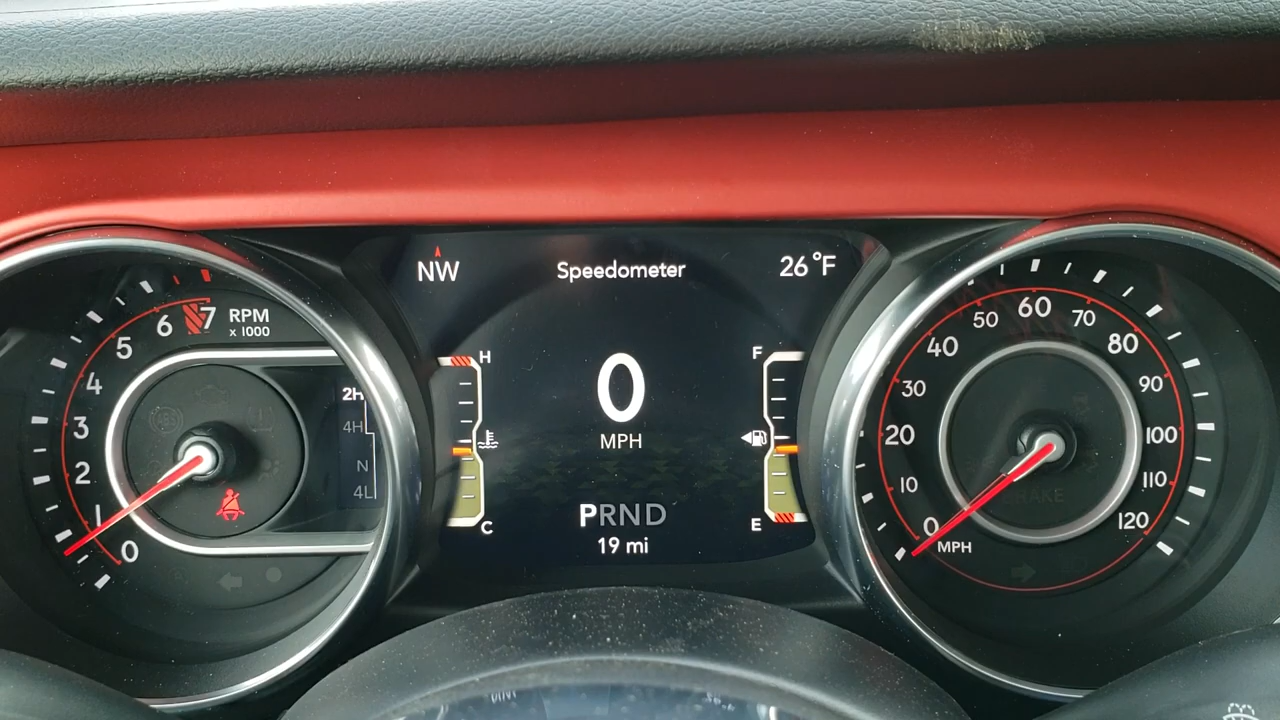 NW Speedometer 26°F
7 RPM
x 1000
6
5
4
3
2
1
0
2H
4H
N
4L
H
C
0
MPH
F
E
PRND
19 mi
60
50 70
40 80
30 90
20 100
10 110
0 120
MPH
BRAKE